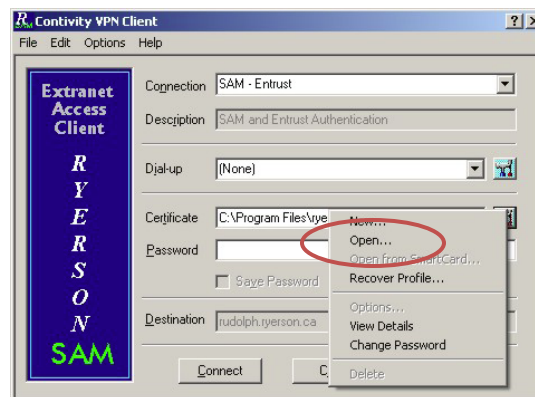 R SAM Contivity VPN Client
File Edit Options Help
Extranet
Access
Client
R
Y
E
R
S
O
N
SAM
Connection SAM - Entrust
Description SAM and Entrust Authentication
Dial-up (None)
Certificate C:\Program Files\rye
Password
Save Password
Destination rudolph.ryerson.ca
Connect
C
New...
Open...
Open from SmartCard...
Recover Profile...
Options...
View Details
Change Password
Delete